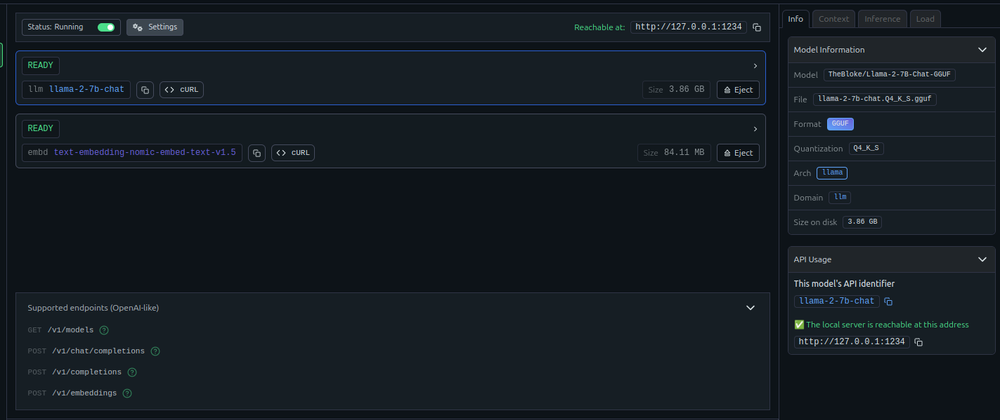 Status: Running Settings Reachable at: http://127.0.0.1:1234
READY
llm llama-2-7b-chat cURL Size 3.86 GB Eject
READY
embd text-embedding-nomic-embed-text-v1.5 cURL Size 84.11 MB Eject
Supported endpoints (OpenAI-like)
GET /v1/models ?
POST /v1/chat/completions ?
POST /v1/completions ?
POST /v1/embeddings ?
Info Context Inference Load
Model Information
Model TheBloke/Llama-2-7B-Chat-GGUF
File llama-2-7b-chat.Q4_K_S.gguf
Format GGUF
Quantization Q4_K_S
Arch llama
Domain llm
Size on disk 3.86 GB
API Usage
This model's API identifier
llama-2-7b-chat
✅ The local server is reachable at this address
http://127.0.0.1:1234